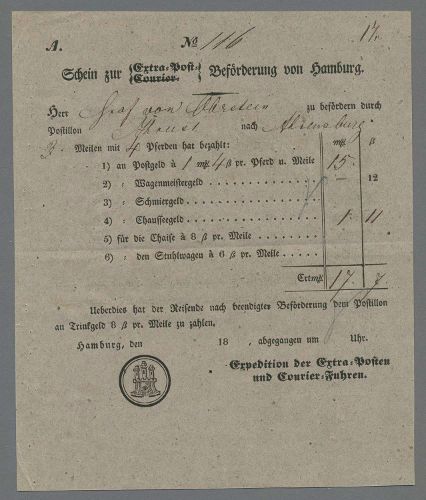 17.
A. No 116
Schein zur {Extra-Post- Courier-} Beförderung von Hamburg.
Herr Graf von zu befördern durch
Postillon nach Ahrensburg
3 Meilen mit 4 Pferden hat bezahlt: m℔ ß
1) an Postgeld à 1 m℔ 4 ß pr. Pferd u. Meile 15. —
2) „ Wagenmeistergeld . . . . . . . . . . — 12
3) „ Schmiergeld . . . . . . . . . . . . .
4) „ Chausseegeld . . . . . . . . . . . . 1. 11
5) für die Chaise à 8 ß pr. Meile . . . . .
6) „ den Stuhlwagen à 6 ß pr. Meile . . . . .
Crtm℔ 17. 7
Ueberdies hat der Reisende nach beendigter Beförderung dem Postillon
an Trinkgeld 8 ß pr. Meile zu zahlen.
Hamburg, den 18 , abgegangen um Uhr.
Expedition der Extra-Posten
und Courier-Fuhren.